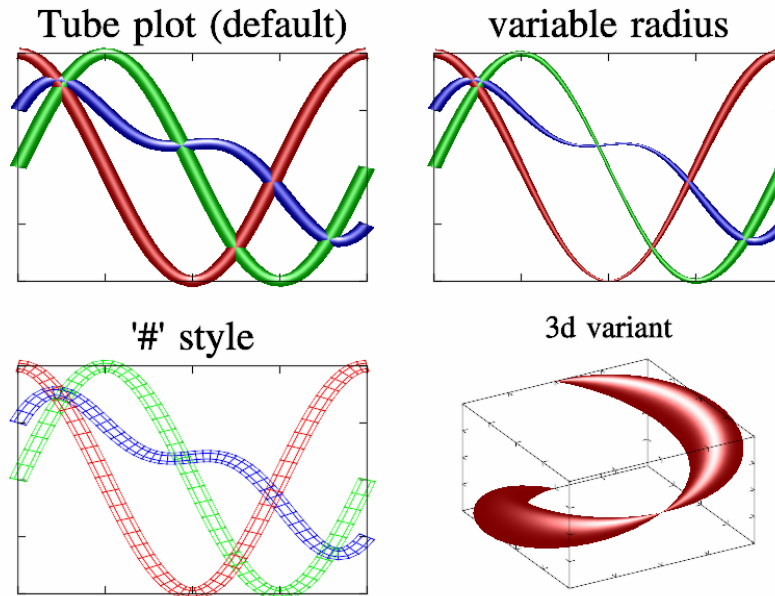 Tube plot (default)
variable radius
'#' style
3d variant